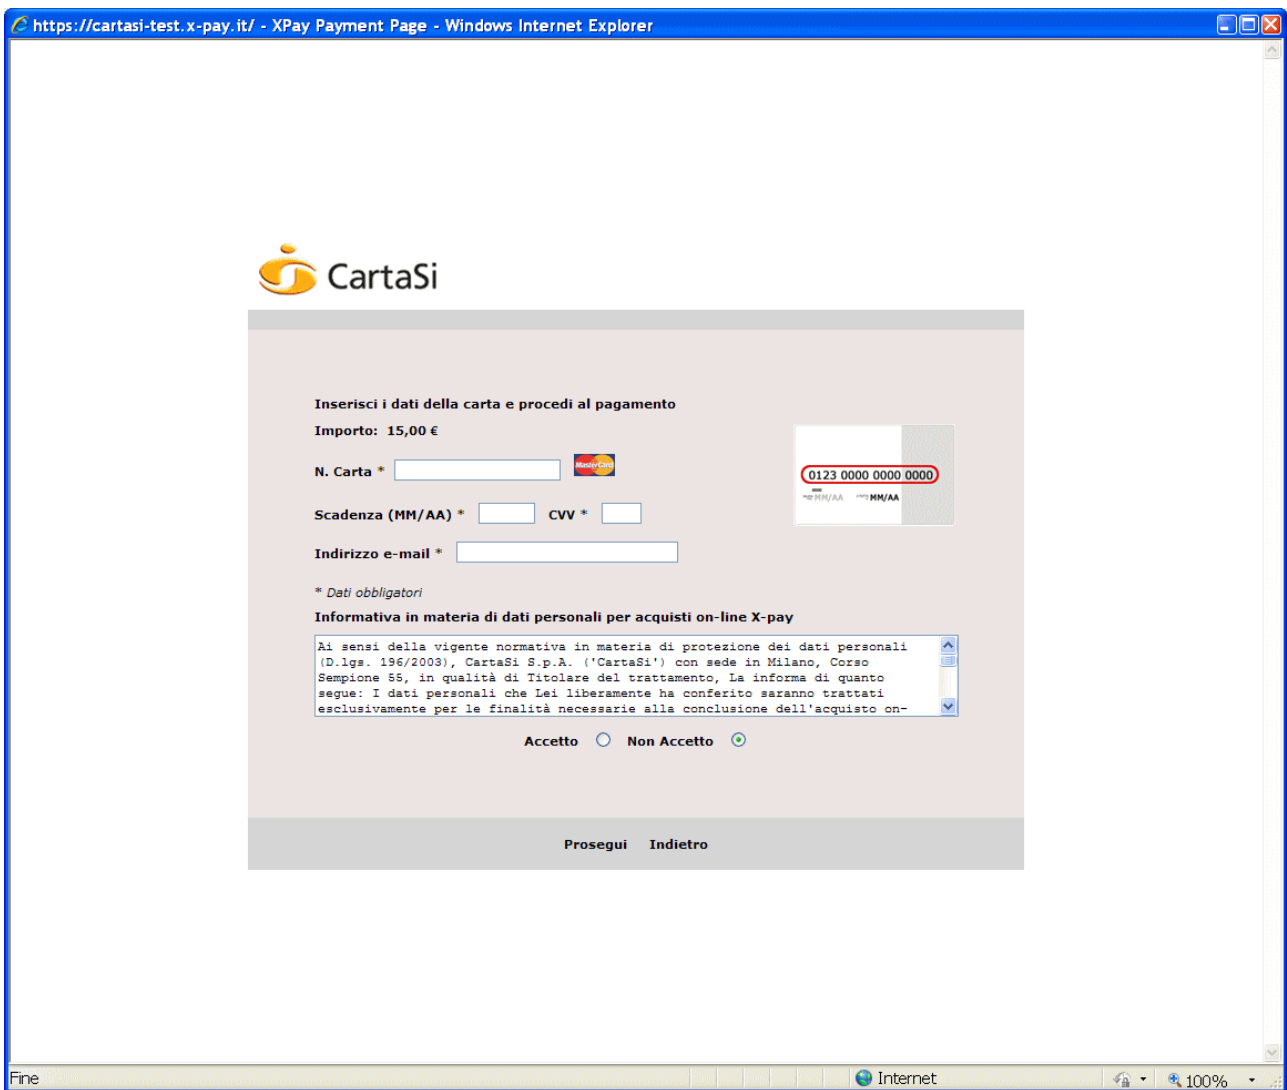 https://cartasi-test.x-pay.it/ - XPay Payment Page - Windows Internet Explorer
CartaSi
Inserisci i dati della carta e procedi al pagamento
Importo: 15,00 €
N. Carta *
MasterCard
0123 0000 0000 0000
MM/AA MM/AA
Scadenza (MM/AA) * CVV *
Indirizzo e-mail *
* Dati obbligatori
Informativa in materia di dati personali per acquisti on-line X-pay
Ai sensi della vigente normativa in materia di protezione dei dati personali
(D.lgs. 196/2003), CartaSi S.p.A. ('CartaSi') con sede in Milano, Corso
Sempione 55, in qualità di Titolare del trattamento, La informa di quanto
segue: I dati personali che Lei liberamente ha conferito saranno trattati
esclusivamente per le finalità necessarie alla conclusione dell'acquisto on-
Accetto Non Accetto
Prosegui Indietro
Fine Internet 100%